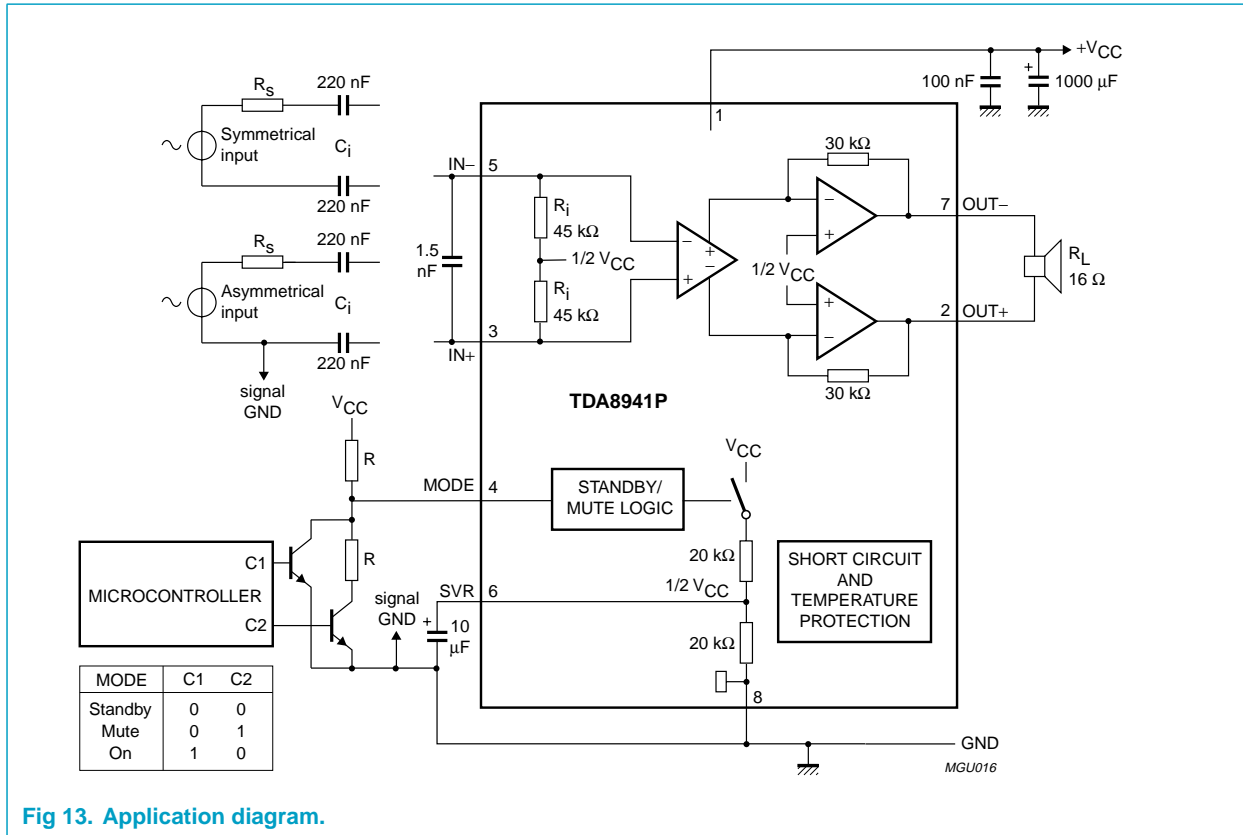 +VCC
220 nF
RS
100 nF
+
1000 μF
1
Symmetrical
input
Ci
30 kΩ
IN−
5
220 nF
−
+
7
OUT−
Ri
45 kΩ
220 nF
RS
1.5
nF
1/2 VCC
−
+
−
+
1/2 VCC
RL
16 Ω
Asymmetrical
input
Ci
Ri
45 kΩ
+
−
2
OUT+
3
IN+
220 nF
signal
GND
30 kΩ
TDA8941P
VCC
R
VCC
MODE
4
STANDBY/
MUTE LOGIC
20 kΩ
SHORT CIRCUIT
AND
TEMPERATURE
PROTECTION
MICROCONTROLLER
C1
C2
R
signal
GND
SVR
6
1/2 VCC
+
10
μF
20 kΩ
MODE C1 C2
Standby 0 0
Mute 0 1
On 1 0
8
GND
MGU016
Fig 13. Application diagram.